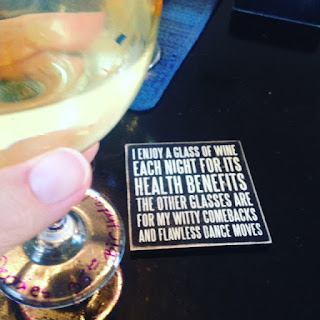 I ENJOY A GLASS OF WINE
EACH NIGHT FOR ITS
HEALTH BENEFITS
THE OTHER GLASSES ARE
FOR MY WITTY COMEBACKS
AND FLAWLESS DANCE MOVES